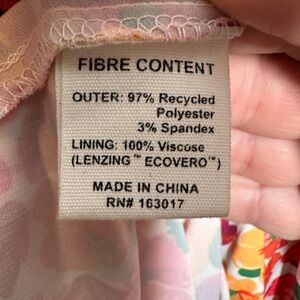 FIBRE CONTENT
OUTER: 97% Recycled
Polyester
3% Spandex
LINING: 100% Viscose
(LENZING™ ECOVERO™)
MADE IN CHINA
RN# 163017